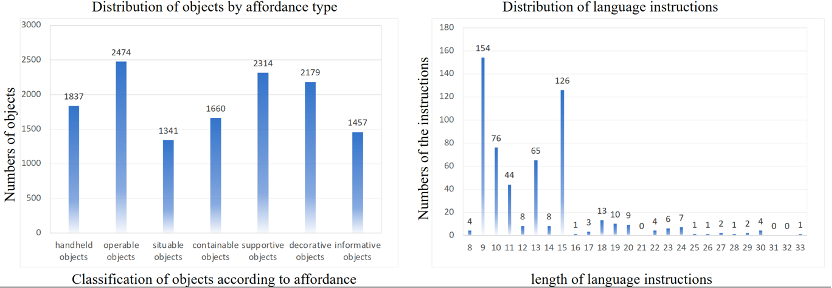 Distribution of objects by affordance type
Numbers of objects
3000
2500
2000
1500
1000
500
0
1837
2474
1341
1660
2314
2179
1457
handheld objects
operable objects
situable objects
containable objects
supportive objects
decorative objects
informative objects
Classification of objects according to affordance
Distribution of language instructions
Numbers of the instructions
180
160
140
120
100
80
60
40
20
0
4 154 76 44 8 65 8 126 1 3 13 10 9 0 4 6 7 1 1 2 1 2 4 0 0 1
8 9 10 11 12 13 14 15 16 17 18 19 20 21 22 23 24 25 26 27 28 29 30 31 32 33
length of language instructions